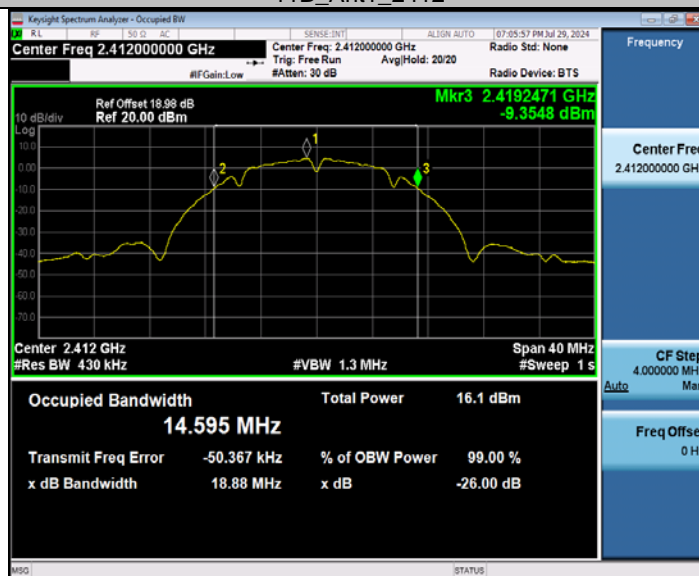 Keysight Spectrum Analyzer - Occupied BW
RL RF 50 Ω AC SENSE:INT ALIGN AUTO 07:05:57 PM Jul 29, 2024
Center Freq 2.412000000 GHz
Center Freq: 2.412000000 GHz Radio Std: None
Trig: Free Run Avg|Hold: 20/20
#IFGain:Low #Atten: 30 dB Radio Device: BTS
Frequency
Ref Offset 18.98 dB
10 dB/div Ref 20.00 dBm
Mkr3 2.4192471 GHz
-9.3548 dBm
Log
10.0
0.00
-10.0
-20.0
-30.0
-40.0
-50.0
-60.0
-70.0
1
2
3
Center Freq
2.412000000 GH
Center 2.412 GHz Span 40 MHz
#Res BW 430 kHz #VBW 1.3 MHz #Sweep 1 s
CF Step
4.000000 MH
Auto Man
Occupied Bandwidth Total Power 16.1 dBm
14.595 MHz
Transmit Freq Error -50.367 kHz % of OBW Power 99.00 %
x dB Bandwidth 18.88 MHz x dB -26.00 dB
Freq Offse
0 H
MSG STATUS